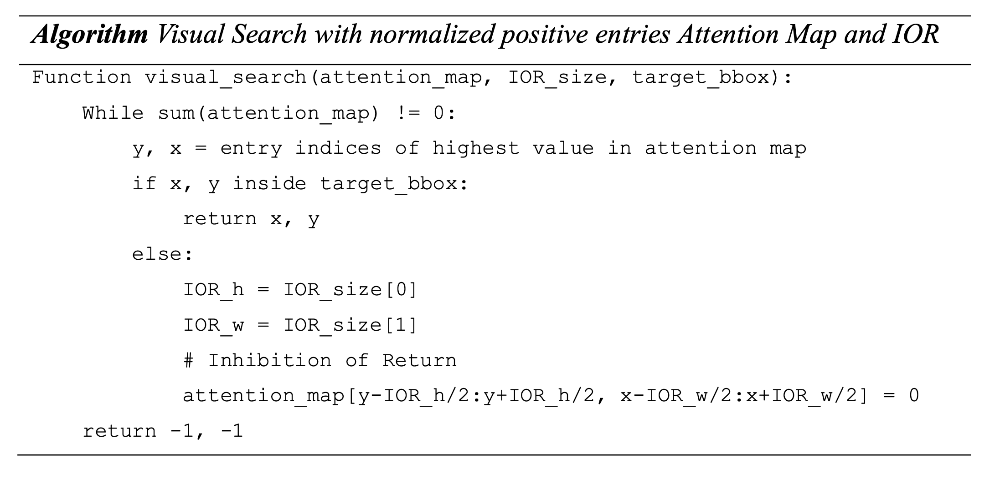 Algorithm Visual Search with normalized positive entries Attention Map and IOR
Function visual_search(attention_map, IOR_size, target_bbox):
While sum(attention_map) != 0:
y, x = entry indices of highest value in attention map
if x, y inside target_bbox:
return x, y
else:
IOR_h = IOR_size[0]
IOR_w = IOR_size[1]
# Inhibition of Return
attention_map[y-IOR_h/2:y+IOR_h/2, x-IOR_w/2:x+IOR_w/2] = 0
return -1, -1